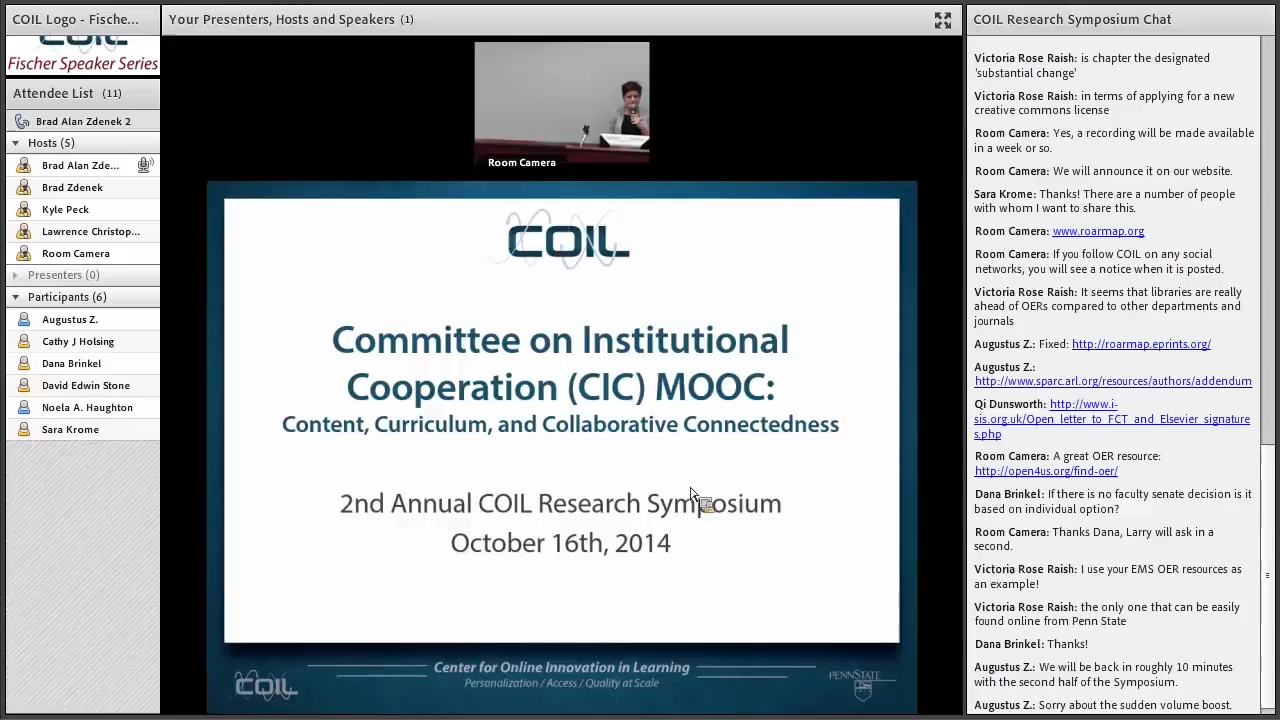 COIL Logo - Fische...
COIL
Fischer Speaker Series
Attendee List (11)
Brad Alan Zdenek 2
Hosts (5)
Brad Alan Zde...
Brad Zdenek
Kyle Peck
Lawrence Christop...
Room Camera
Presenters (0)
Participants (6)
Augustus Z.
Cathy J Holsing
Dana Brinkel
David Edwin Stone
Noela A. Haughton
Sara Krome
Your Presenters, Hosts and Speakers (1)
Room Camera
COIL
Committee on Institutional
Cooperation (CIC) MOOC:
Content, Curriculum, and Collaborative Connectedness
2nd Annual COIL Research Symposium
October 16th, 2014
COIL
Center for Online Innovation in Learning
Personalization / Access / Quality at Scale
PENNSTATE
COIL Research Symposium Chat
Victoria Rose Raish: is chapter the designated
'substantial change'
Victoria Rose Raish: in terms of applying for a new
creative commons license
Room Camera: Yes, a recording will be made available
in a week or so.
Room Camera: We will announce it on our website.
Sara Krome: Thanks! There are a number of people
with whom I want to share this.
Room Camera: www.roarmap.org
Room Camera: If you follow COIL on any social
networks, you will see a notice when it is posted.
Victoria Rose Raish: It seems that libraries are really
ahead of OERs compared to other departments and
journals
Augustus Z.: Fixed: http://roarmap.eprints.org/
Augustus Z.:
http://www.sparc.arl.org/resources/authors/addendum
Qi Dunsworth: http://www.i-
sis.org.uk/Open_letter_to_FCT_and_Elsevier_signature
s.php
Room Camera: A great OER resource:
http://open4us.org/find-oer/
Dana Brinkel: If there is no faculty senate decision is it
based on individual option?
Room Camera: Thanks Dana, Larry will ask in a
second.
Victoria Rose Raish: I use your EMS OER resources as
an example!
Victoria Rose Raish: the only one that can be easily
found online from Penn State
Dana Brinkel: Thanks!
Augustus Z.: We will be back in roughly 10 minutes
with the second half of the Symposium.
Augustus Z.: Sorry about the sudden volume boost.